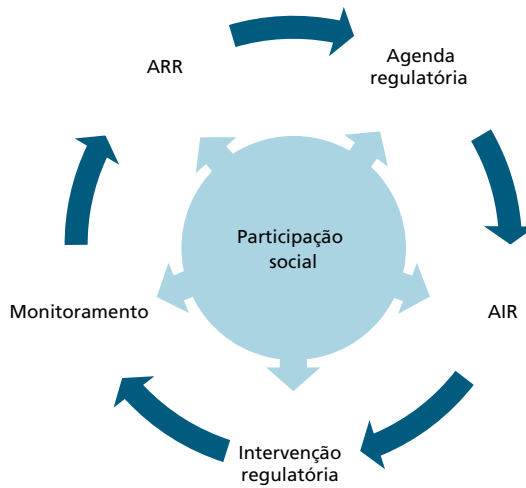 ARR
Agenda
regulatória
Participação
social
Monitoramento
AIR
Intervenção
regulatória